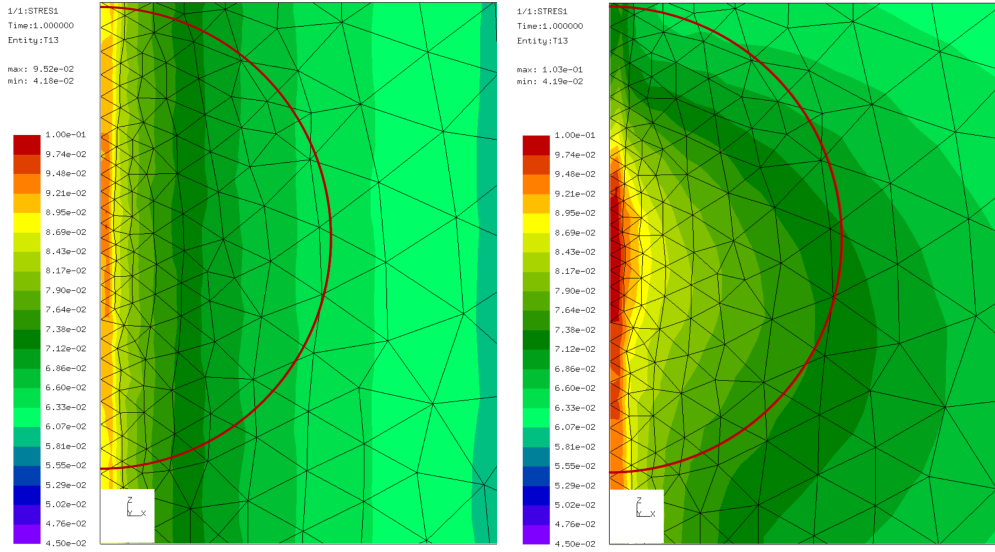 1/1:STRES1
Time:1.000000
Entity:T13
max: 9.52e-02
min: 4.18e-02
1.00e-01
9.74e-02
9.48e-02
9.21e-02
8.95e-02
8.69e-02
8.43e-02
8.17e-02
7.90e-02
7.64e-02
7.38e-02
7.12e-02
6.86e-02
6.60e-02
6.33e-02
6.07e-02
5.81e-02
5.55e-02
5.29e-02
5.02e-02
4.76e-02
4.50e-02
Z
Y X
1/1:STRES1
Time:1.000000
Entity:T13
max: 1.03e-01
min: 4.19e-02
1.00e-01
9.74e-02
9.48e-02
9.21e-02
8.95e-02
8.69e-02
8.43e-02
8.17e-02
7.90e-02
7.64e-02
7.38e-02
7.12e-02
6.86e-02
6.60e-02
6.33e-02
6.07e-02
5.81e-02
5.55e-02
5.29e-02
5.02e-02
4.76e-02
4.50e-02
Z
Y X